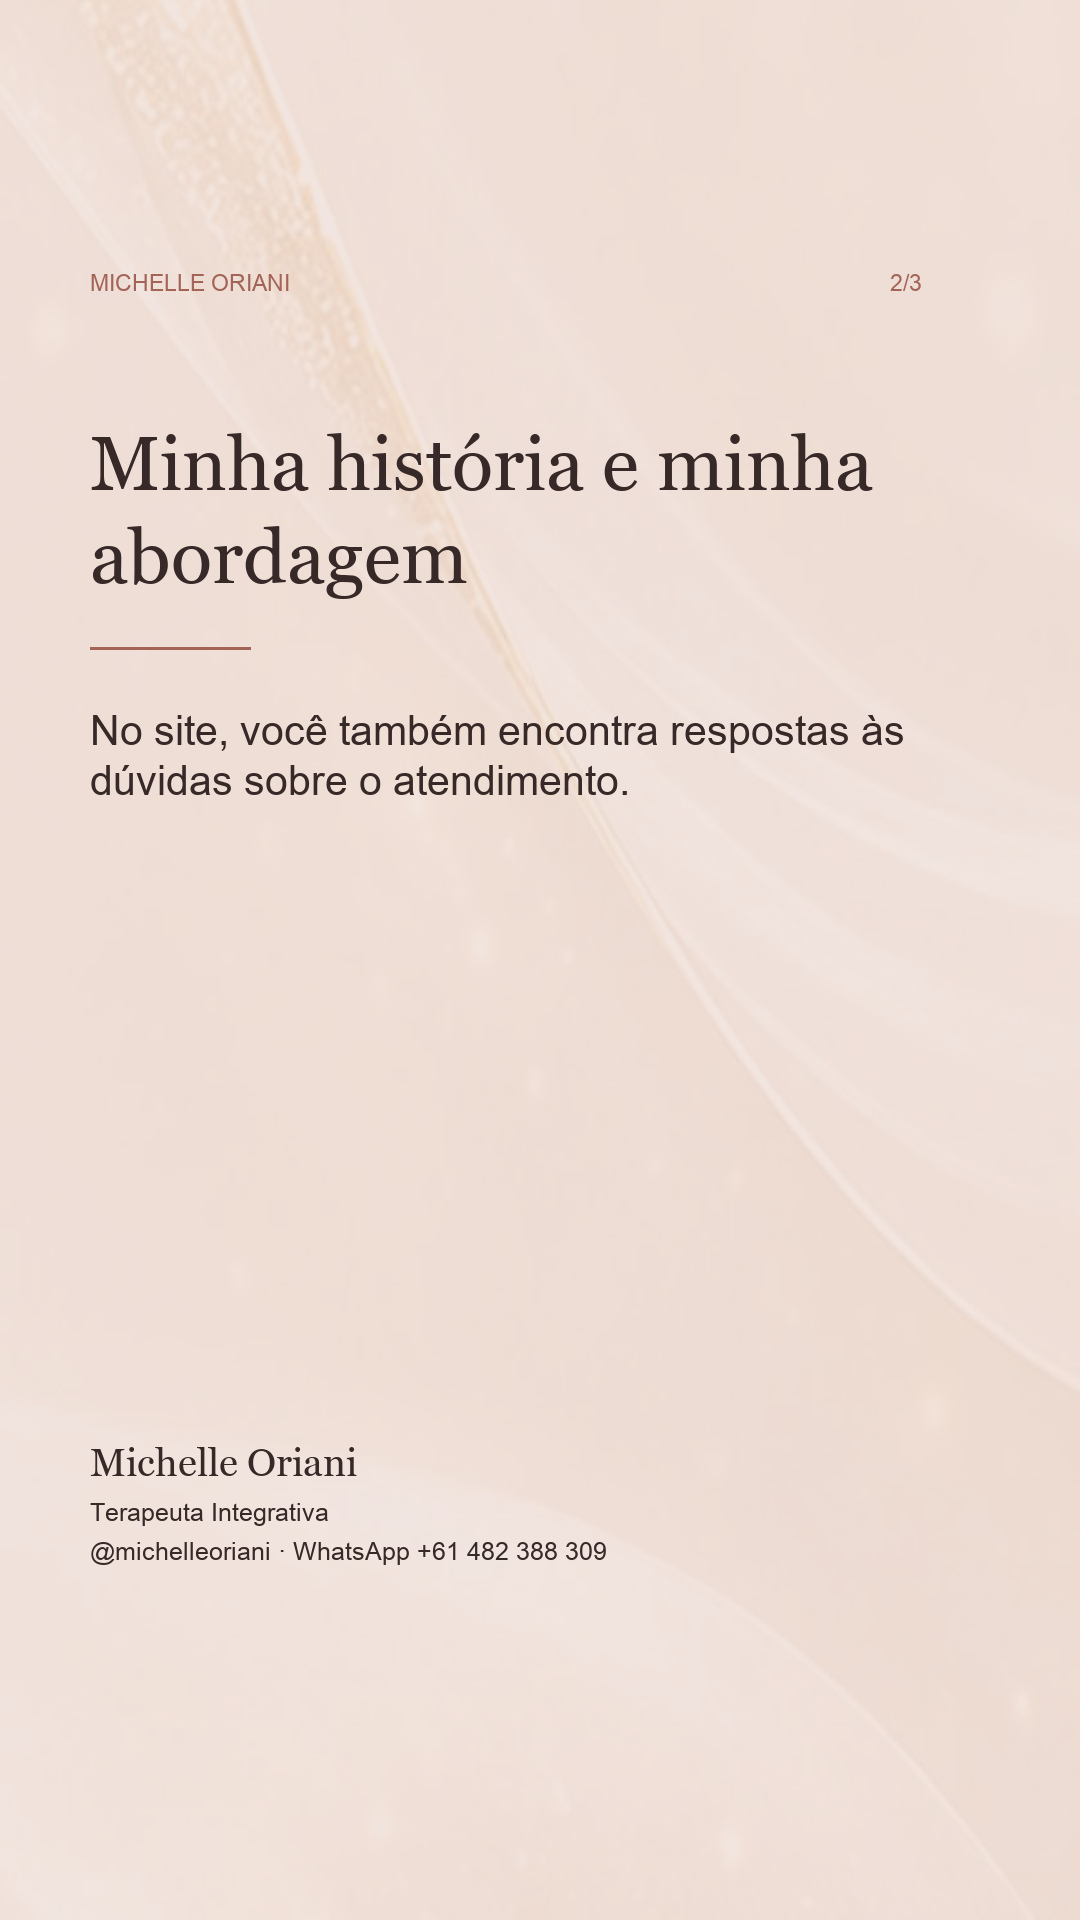 MICHELLE ORIANI
2/3
Minha história e minha
abordagem
No site, você também encontra respostas às
dúvidas sobre o atendimento.
Michelle Oriani
Terapeuta Integrativa
@michelleoriani · WhatsApp +61 482 388 309